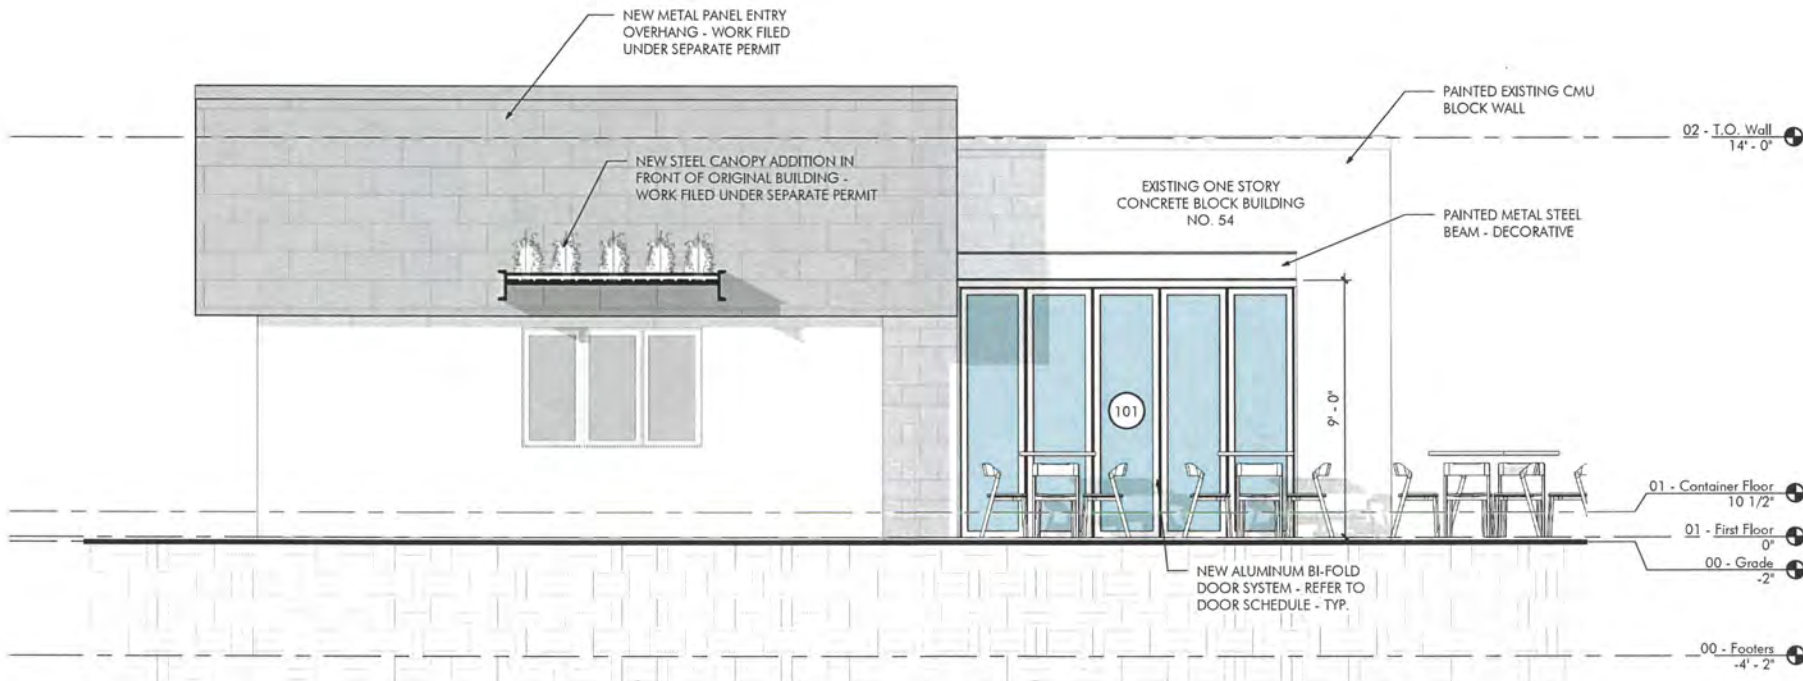 NEW METAL PANEL ENTRY
OVERHANG - WORK FILED
UNDER SEPARATE PERMIT
PAINTED EXISTING CMU
BLOCK WALL
02 - T.O. Wall
14' - 0"
NEW STEEL CANOPY ADDITION IN
FRONT OF ORIGINAL BUILDING -
WORK FILED UNDER SEPARATE PERMIT
EXISTING ONE STORY
CONCRETE BLOCK BUILDING
NO. 54
PAINTED METAL STEEL
BEAM - DECORATIVE
101
9' - 0"
01 - Container Floor
10 1/2"
01 - First Floor
0"
00 - Grade
-2"
NEW ALUMINUM BI-FOLD
DOOR SYSTEM - REFER TO
DOOR SCHEDULE - TYP.
00 - Footers
-4' - 2"